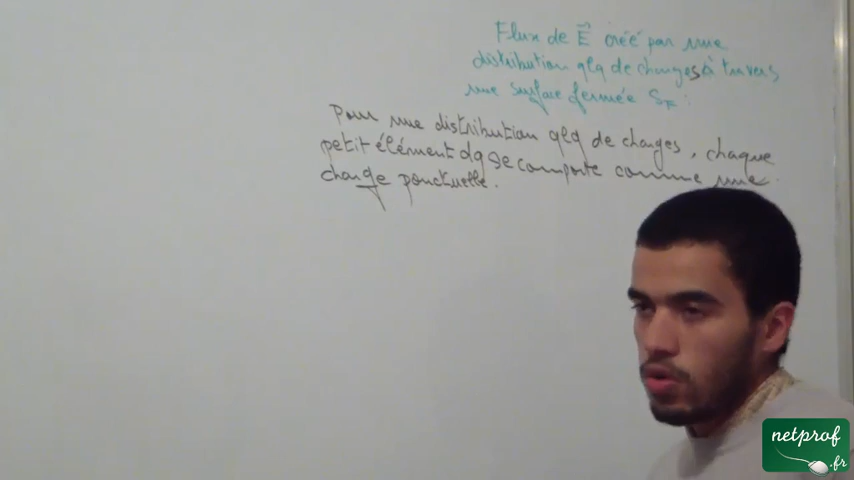 Flux de E⃗ créé par une
distribution qlq de charges à travers
une surface fermée S_F :
Pour une distribution qlq de charges, chaque
petit élément dq se comporte comme une
charge ponctuelle.
netprof
.fr